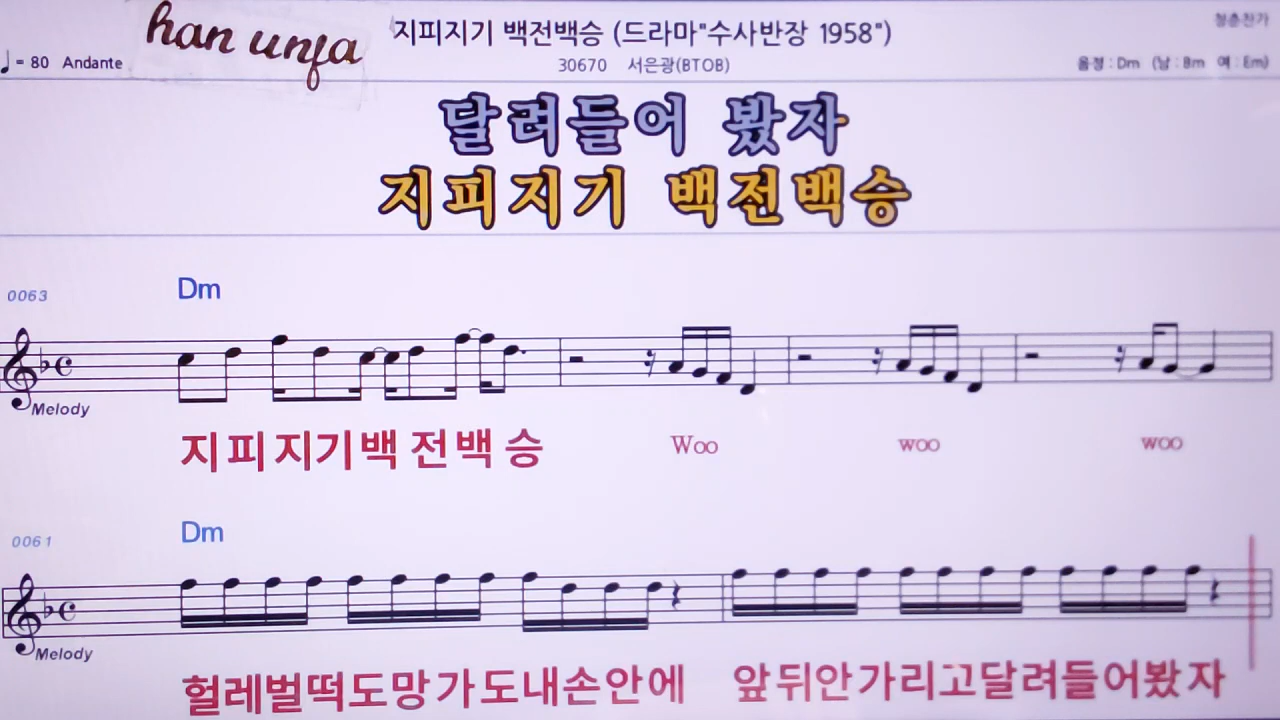 han unfa
지피지기 백전백승 (드라마"수사반장 1958")
청춘찬가
♩= 80 Andante
30670 서은광(BTOB)
음정 : Dm (남 : Bm 여 : Em)
달려들어 봤자
지피지기 백전백승
0063
Dm
Melody
지피지기백 전백 승 Woo woo woo
0061
Dm
Melody
헐레벌떡도망가도내손안에 앞뒤안가리고달려들어봤자